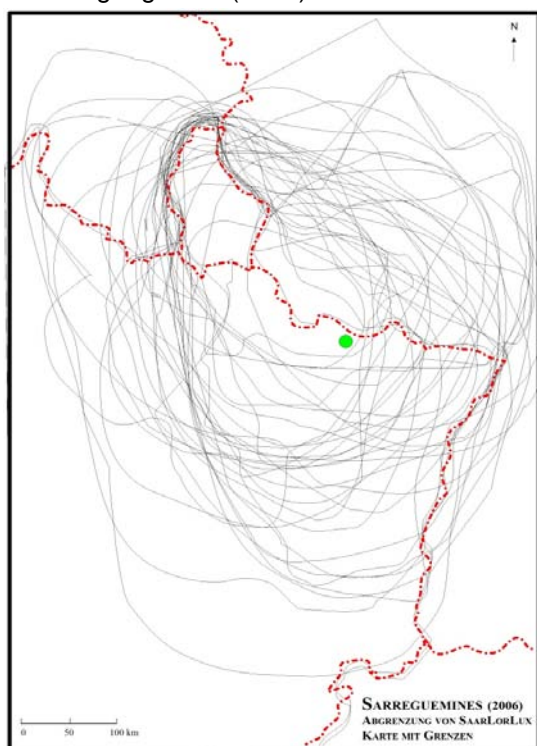 N
SARREGUEMINES (2006)
ABGRENZUNG VON SAARLORLUX
KARTE MIT GRENZEN
0 50 100 km